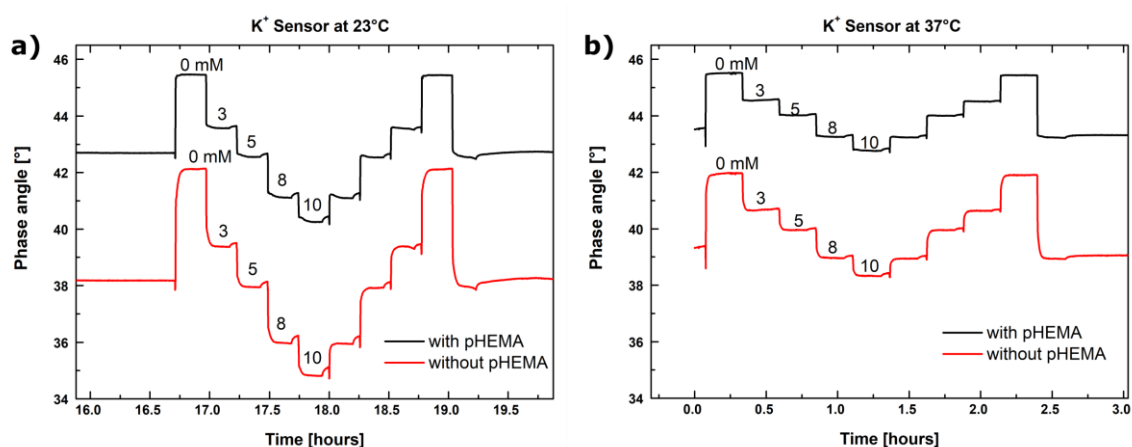 a)
K⁺ Sensor at 23°C
Phase angle [°]
46
44
42
40
38
36
34
0 mM
3
5
8
10
0 mM
3
5
8
10
with pHEMA
without pHEMA
16.0 16.5 17.0 17.5 18.0 18.5 19.0 19.5
Time [hours]
b)
K⁺ Sensor at 37°C
Phase angle [°]
46
44
42
40
38
36
34
0 mM
3
5
8
10
0 mM
3
5
8
10
with pHEMA
without pHEMA
0.0 0.5 1.0 1.5 2.0 2.5 3.0
Time [hours]